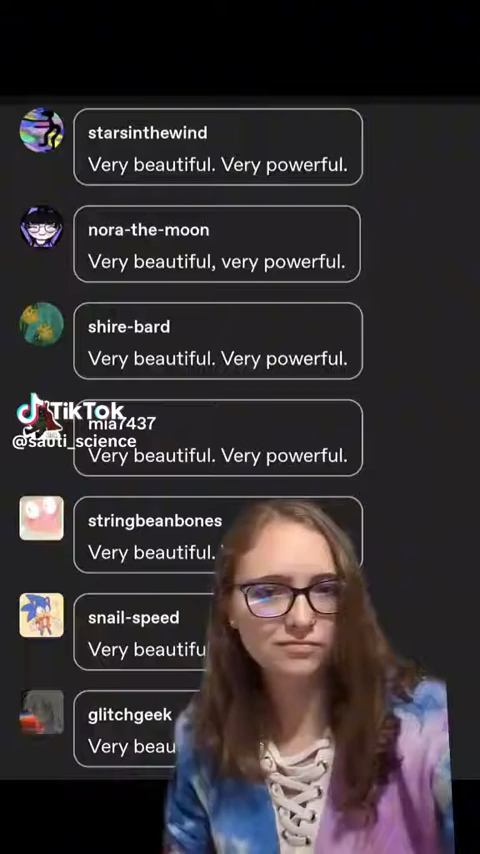 starsinthewind
Very beautiful. Very powerful.
nora-the-moon
Very beautiful, very powerful.
shire-bard
Very beautiful. Very powerful.
TikTok
@sauti_science
mia7437
Very beautiful. Very powerful.
stringbeanbones
Very beautiful.
snail-speed
Very beautifu
glitchgeek
Very beau